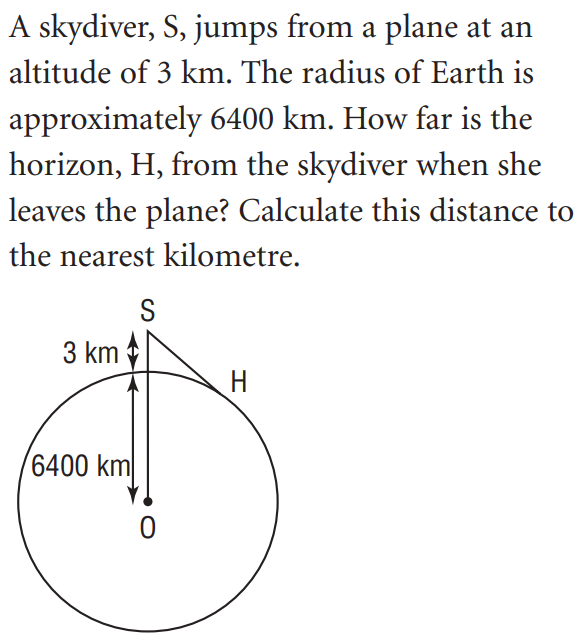 A skydiver, S, jumps from a plane at an
altitude of 3 km. The radius of Earth is
approximately 6400 km. How far is the
horizon, H, from the skydiver when she
leaves the plane? Calculate this distance to
the nearest kilometre.
S
3 km
H
6400 km
O